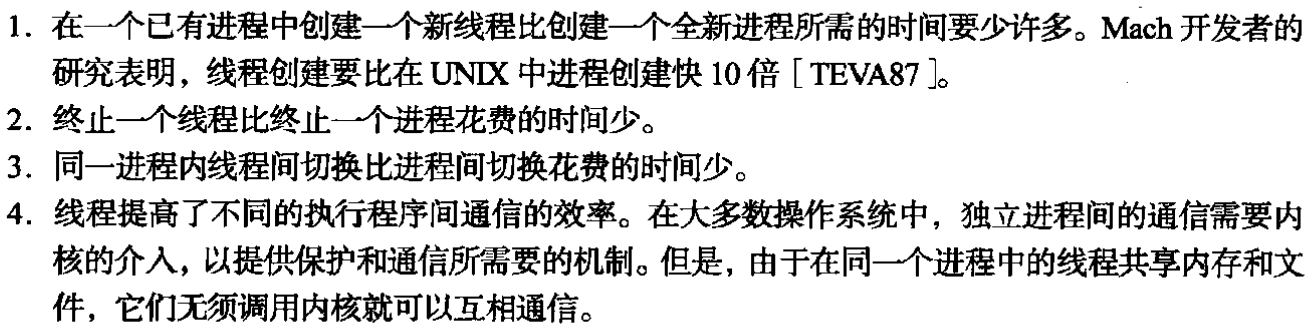 1. 在一个已有进程中创建一个新线程比创建一个全新进程所需的时间要少许多。Mach 开发者的
研究表明，线程创建要比在 UNIX 中进程创建快 10 倍［TEVA87］。
2. 终止一个线程比终止一个进程花费的时间少。
3. 同一进程内线程间切换比进程间切换花费的时间少。
4. 线程提高了不同的执行程序间通信的效率。在大多数操作系统中，独立进程间的通信需要内
核的介入，以提供保护和通信所需要的机制。但是，由于在同一个进程中的线程共享内存和文
件，它们无须调用内核就可以互相通信。